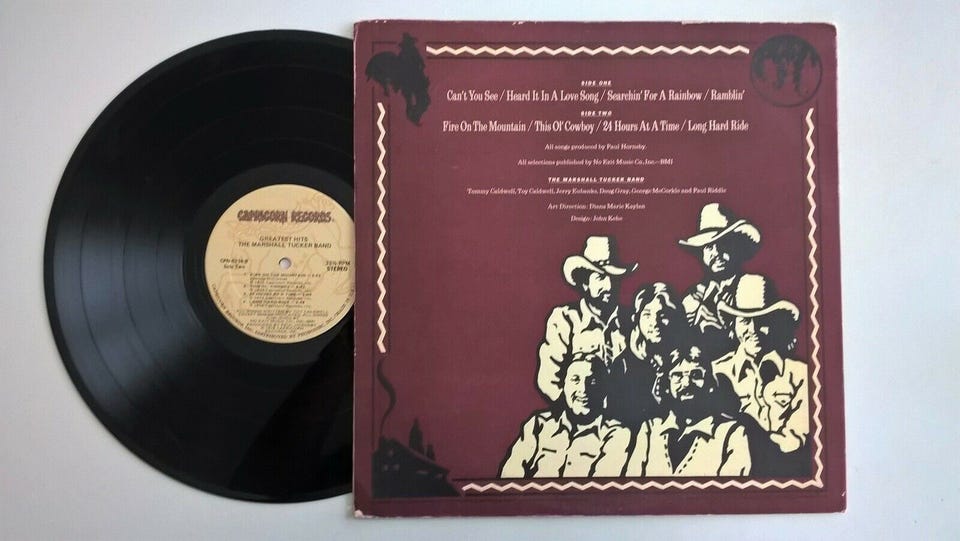 SIDE ONE
Can't You See / Heard It In A Love Song / Searchin' For A Rainbow / Ramblin'
SIDE TWO
Fire On The Mountain / This Ol' Cowboy / 24 Hours At A Time / Long Hard Ride
All songs produced by Paul Hornsby.
All selections published by No Exit Music Co., Inc.—BMI
THE MARSHALL TUCKER BAND
Tommy Caldwell, Toy Caldwell, Jerry Eubanks, Doug Gray, George McCorkle and Paul Riddle
Art Direction: Diana Marie Kaylan
Design: John Kehe
CAPRICORN RECORDS
GREATEST HITS
THE MARSHALL TUCKER BAND
Side Two
33⅓ RPM
STEREO